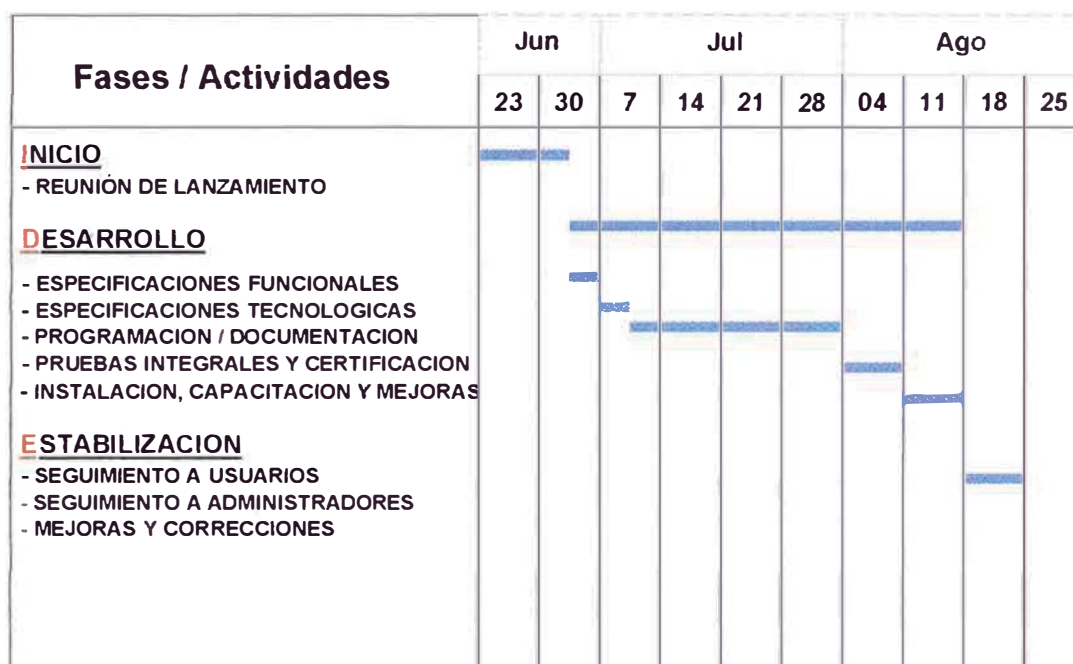 Fases / Actividades
Jun Jul Ago
23 30 7 14 21 28 04 11 18 25
INICIO
- REUNIÓN DE LANZAMIENTO
DESARROLLO
- ESPECIFICACIONES FUNCIONALES
- ESPECIFICACIONES TECNOLOGICAS
- PROGRAMACION / DOCUMENTACION
- PRUEBAS INTEGRALES Y CERTIFICACION
- INSTALACION, CAPACITACION Y MEJORAS
ESTABILIZACION
- SEGUIMIENTO A USUARIOS
- SEGUIMIENTO A ADMINISTRADORES
- MEJORAS Y CORRECCIONES